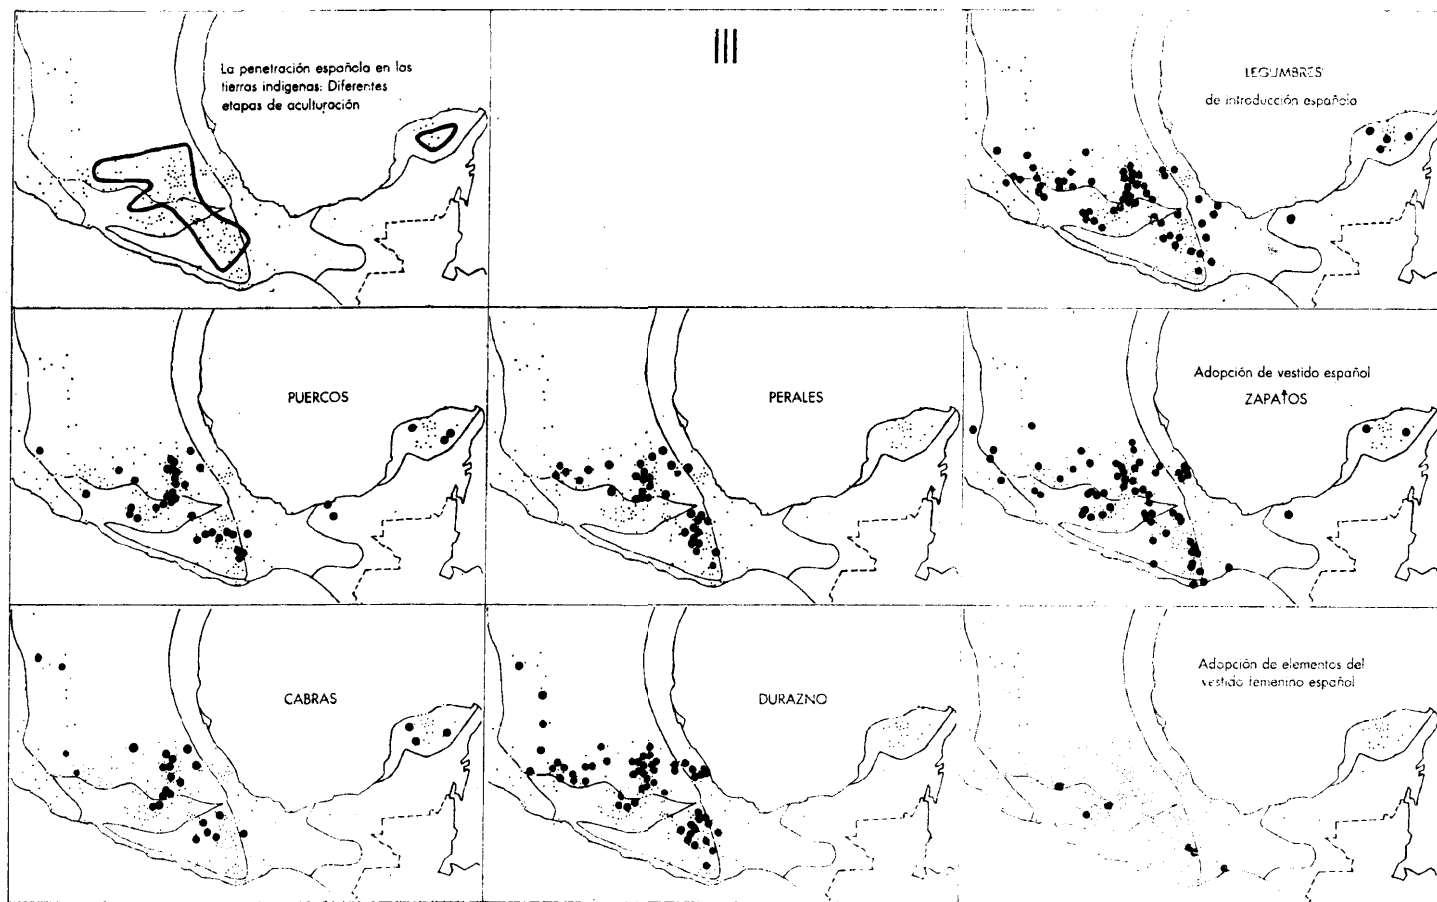 La penetración española en las
tierras indígenas: Diferentes
etapas de aculturación
III
LEGUMBRES
de introducción española
PUERCOS
PERALES
Adopción de vestido español
ZAPATOS
CABRAS
DURAZNO
Adopción de elementos del
vestido femenino español